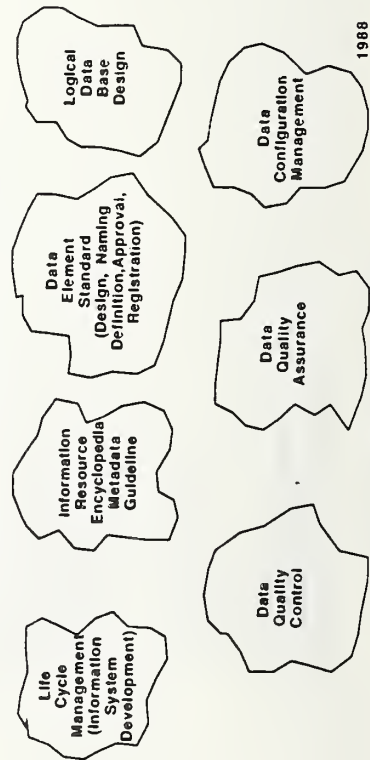 Life
Cycle
Management
(Information
System
Development)
Information
Resource
Encyclopedia
Metadata
Guideline
Data
Element
Standard
(Design, Naming
Definition,Approval,
Registration)
Logical
Data
Base
Design
Data
Quality
Control
Data
Quality
Assurance
Data
Configuration
Management
1988